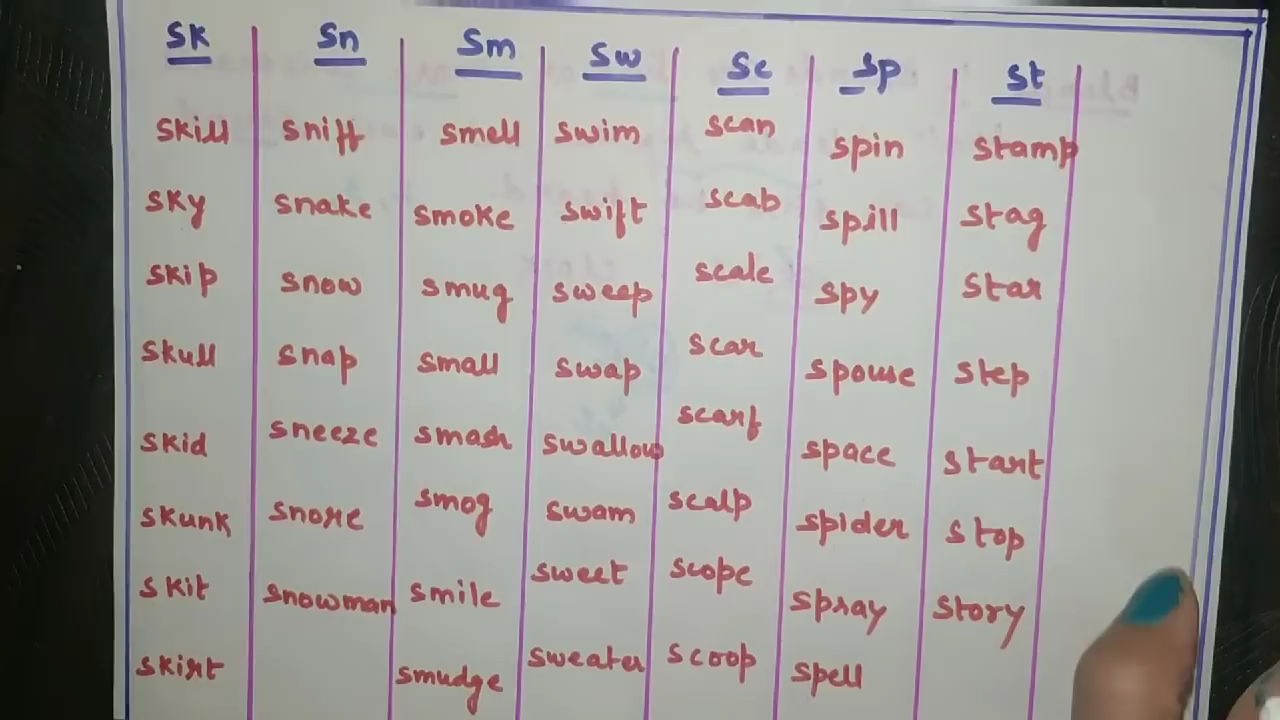 sk sn sm sw sc sp st
skill sniff smell swim scan spin stamp
sky snake smoke swift scab spill stag
skip snow smug sweep scale spy star
skull snap small swap scar spouse step
skid sneeze smash swallow scarf space start
skunk snore smog swam scalp spider stop
skit snowman smile sweet scope spray story
skirt smudge sweater scoop spell